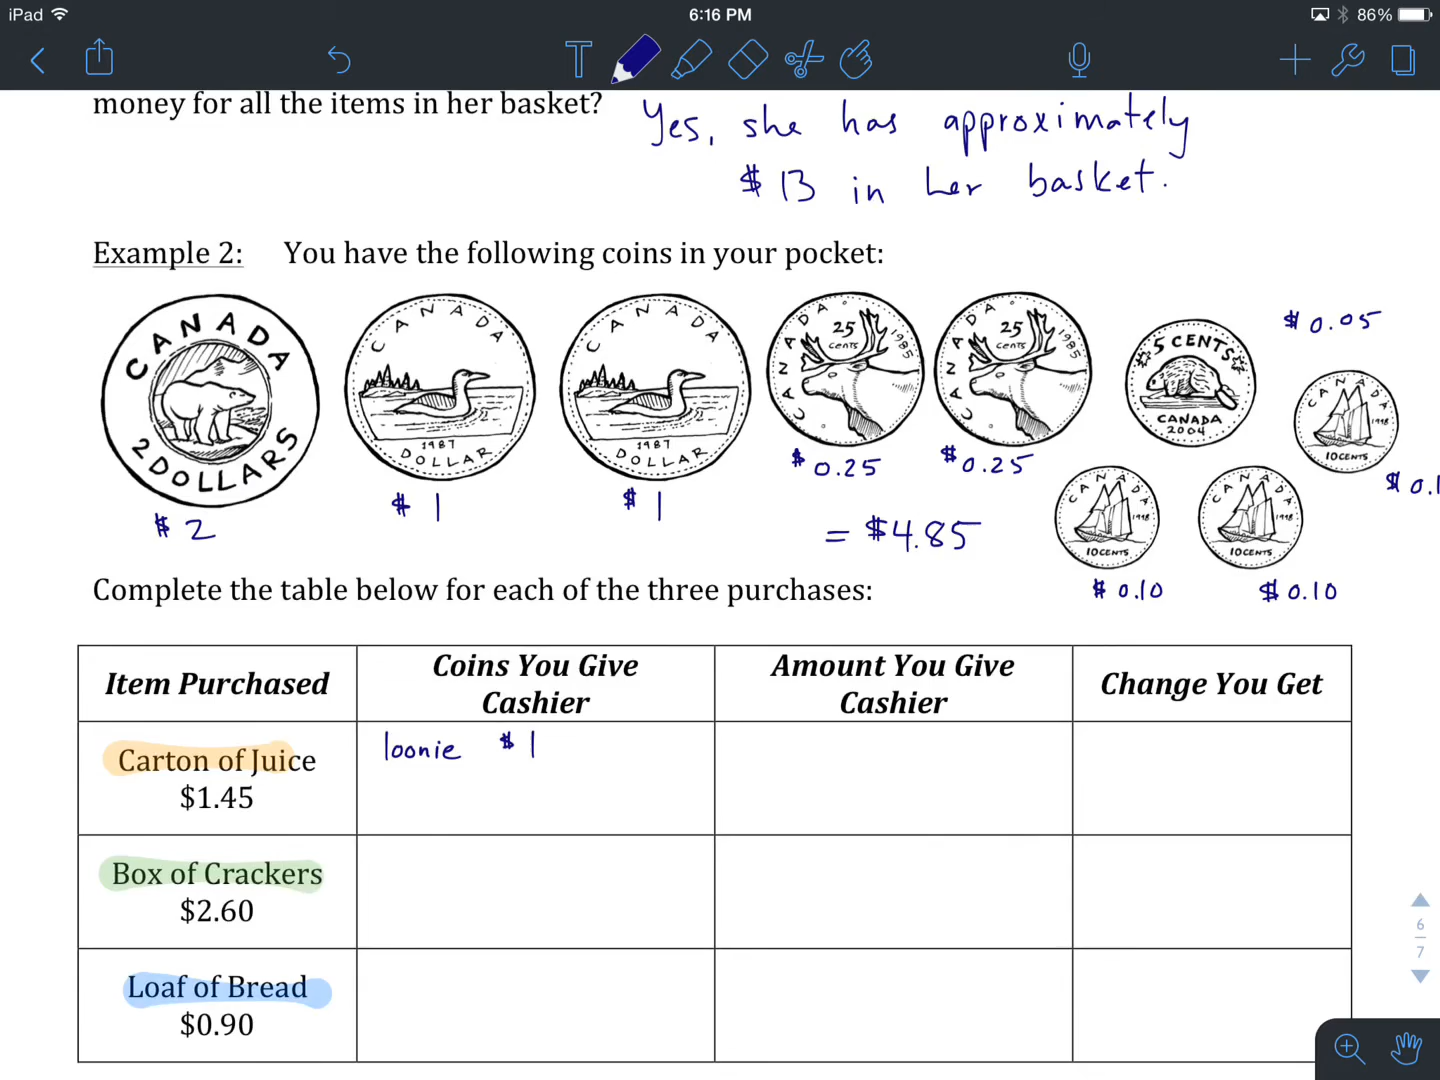 iPad 6:16 PM 86%
T
money for all the items in her basket?
Yes, she has approximately
$13 in her basket.
Example 2: You have the following coins in your pocket:
CANADA 2 DOLLARS
CANADA 1987 DOLLAR
CANADA 1987 DOLLAR
CANADA 25 cents 1985
CANADA 25 cents 1985
5 CENTS CANADA 2004
$0.05
CANADA 1998 10 CENTS
$2
$1
$1
$0.25
$0.25
= $4.85
CANADA 1998 10 CENTS
CANADA 1998 10 CENTS
$0.10
$0.10
Complete the table below for each of the three purchases:
Item Purchased
Coins You Give
Cashier
Amount You Give
Cashier
Change You Get
Carton of Juice
$1.45
loonie $1
Box of Crackers
$2.60
Loaf of Bread
$0.90
6
7